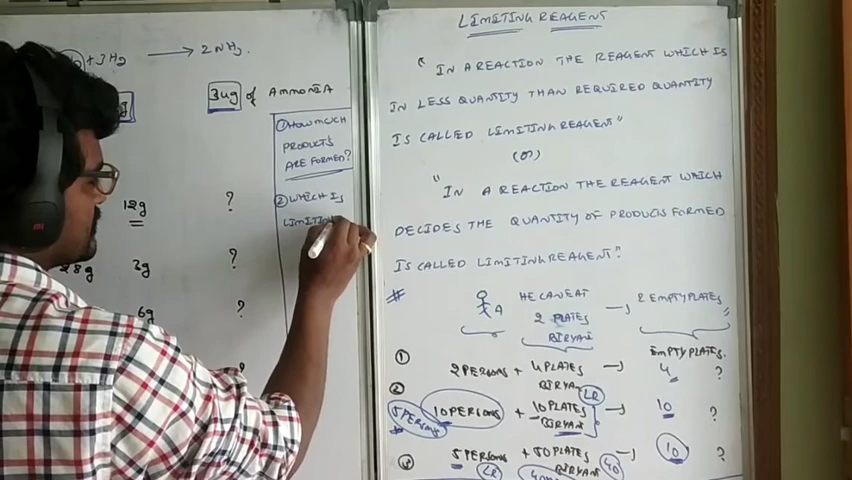 +3H2 → 2NH3.
34g of AMMONIA
① HOW MUCH
PRODUCTS
ARE FORMED?
② WHICH IS
LIMITIN
12g ?
28g 3g ?
6g ?
LIMITING REAGENT
" IN A REACTION THE REAGENT WHICH IS
IN LESS QUANTITY THAN REQUIRED QUANTITY
IS CALLED LIMITING REAGENT"
(OR)
" IN A REACTION THE REAGENT WHICH
DECIDES THE QUANTITY OF PRODUCTS FORMED
IS CALLED LIMITING REAGENT"
# A HE CAN EAT → 2 EMPTY PLATES
2 PLATES
BIRYANI
EMPTY PLATES.
① 2 PERSONS + 4 PLATES → 4 ?
BIRYANI
② 10 PERSONS + 10 PLATES LR → 10 ?
5 PERSONS BIRYANI
③ 5 PERSONS + 50 PLATES → 10 ?
LR BIRYANI 40